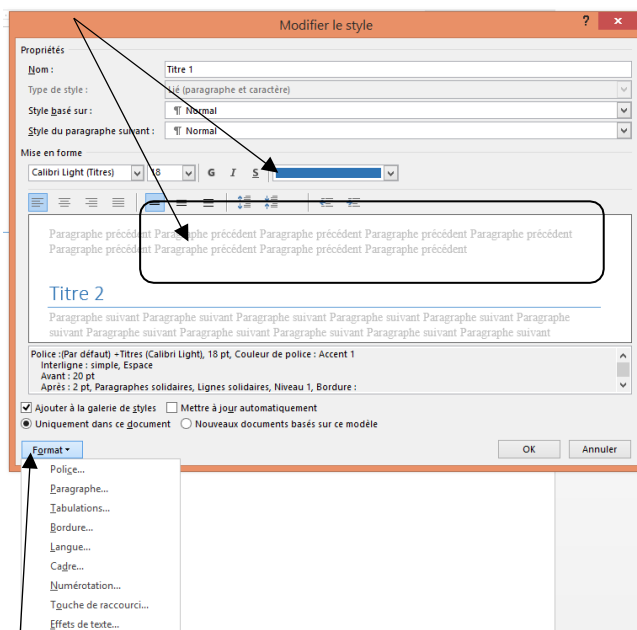 Modifier le style
?
Propriétés
Nom :
Titre 1
Type de style :
Lié (paragraphe et caractère)
Style basé sur :
¶ Normal
Style du paragraphe suivant :
¶ Normal
Mise en forme
Calibri Light (Titres) 18 G I S
Paragraphe précédent Paragraphe précédent Paragraphe précédent Paragraphe précédent Paragraphe précédent
Paragraphe précédent Paragraphe précédent Paragraphe précédent Paragraphe précédent
Titre 2
Paragraphe suivant Paragraphe suivant Paragraphe suivant Paragraphe suivant Paragraphe suivant Paragraphe
suivant Paragraphe suivant Paragraphe suivant Paragraphe suivant Paragraphe suivant Paragraphe suivant
Police :(Par défaut) +Titres (Calibri Light), 18 pt, Couleur de police : Accent 1
Interligne : simple, Espace
Avant : 20 pt
Après : 2 pt, Paragraphes solidaires, Lignes solidaires, Niveau 1, Bordure :
Ajouter à la galerie de styles Mettre à jour automatiquement
Uniquement dans ce document Nouveaux documents basés sur ce modèle
Format
OK
Annuler
Police...
Paragraphe...
Tabulations...
Bordure...
Langue...
Cadre...
Numérotation...
Touche de raccourci...
Effets de texte...